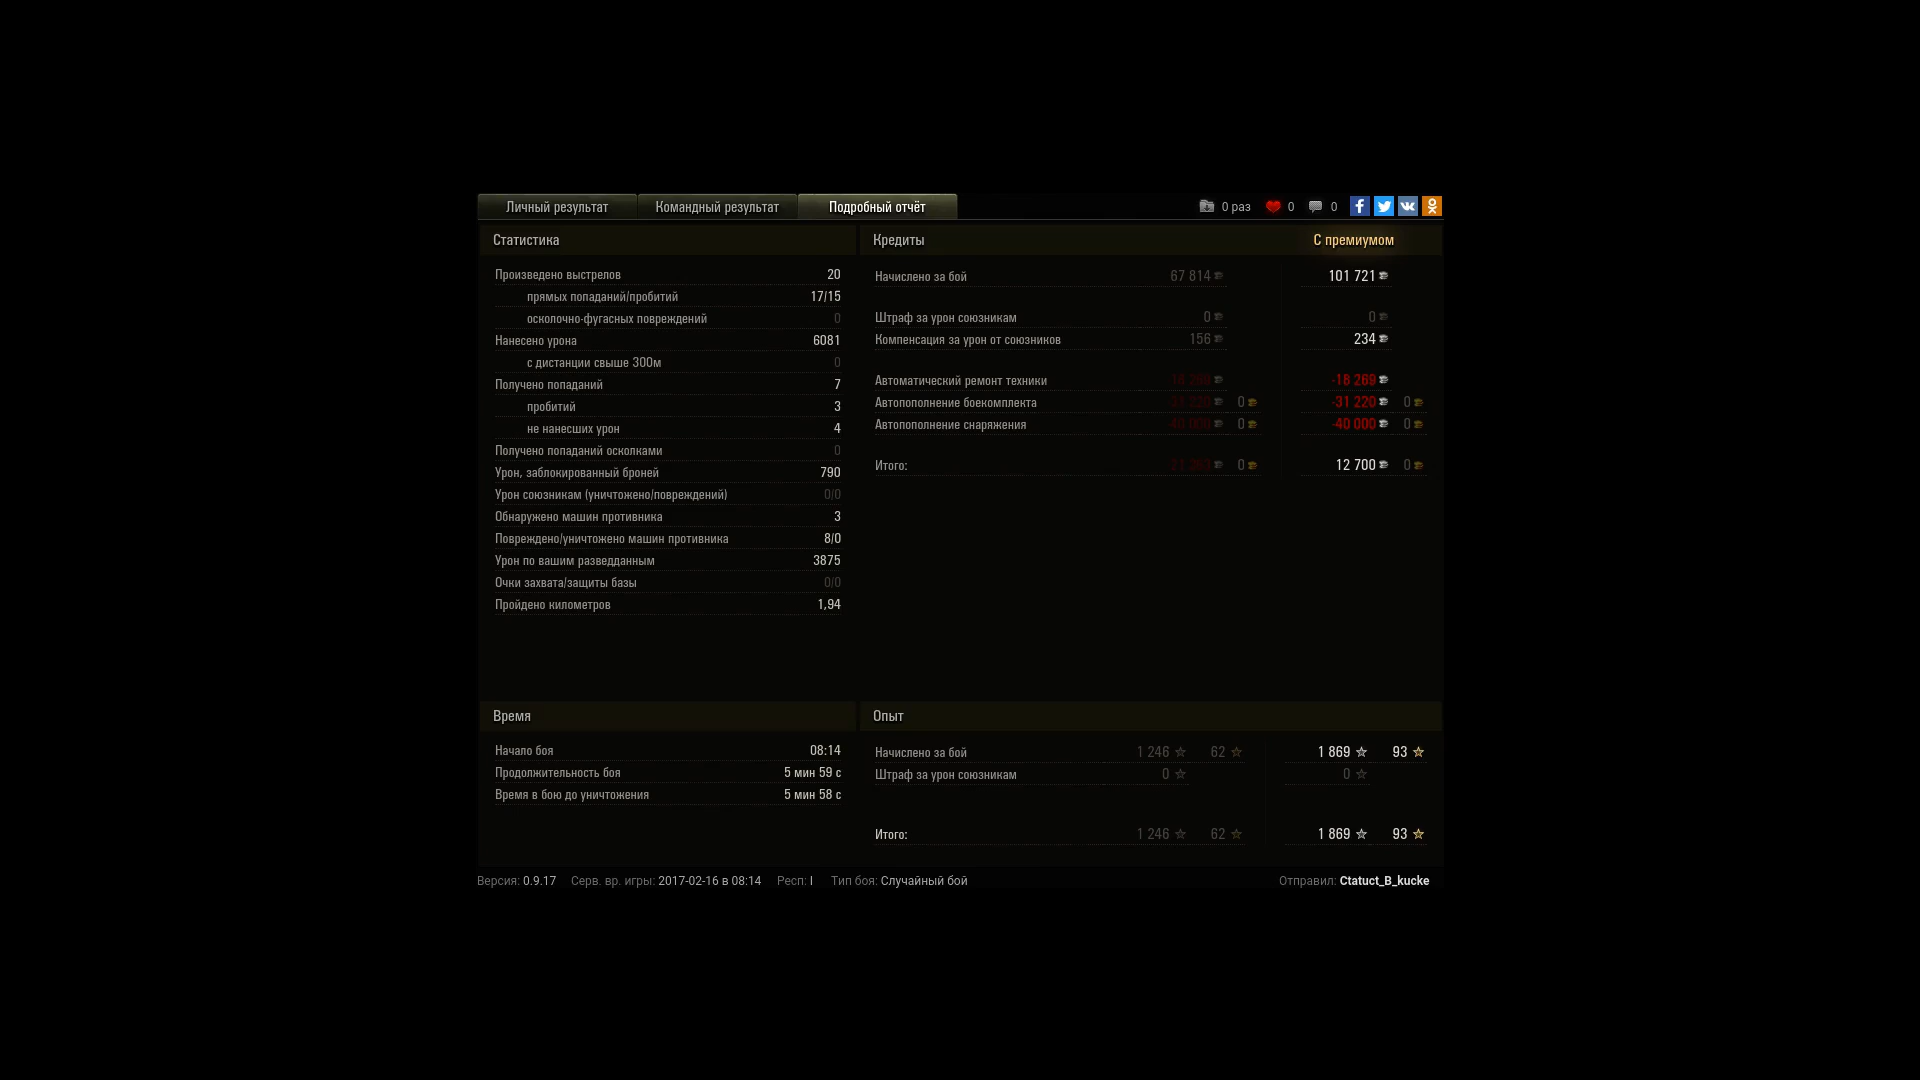 Личный результат Командный результат Подробный отчёт 0 раз 0 0
Статистика
Произведено выстрелов 20
прямых попаданий/пробитий 17/15
осколочно-фугасных повреждений 0
Нанесено урона 6081
с дистанции свыше 300м 0
Получено попаданий 7
пробитий 3
не нанесших урон 4
Получено попаданий осколками 0
Урон, заблокированный броней 790
Урон союзникам (уничтожено/повреждений) 0/0
Обнаружено машин противника 3
Повреждено/уничтожено машин противника 8/0
Урон по вашим разведданным 3875
Очки захвата/защиты базы 0/0
Пройдено километров 1,94
Кредиты С премиумом
Начислено за бой 67 814 101 721
Штраф за урон союзникам 0 0
Компенсация за урон от союзников 156 234
Автоматический ремонт техники -18 269 -18 269
Автопополнение боекомплекта -31 220 0 -31 220 0
Автопополнение снаряжения -40 000 0 -40 000 0
Итого: 0 12 700 0
Время
Начало боя 08:14
Продолжительность боя 5 мин 59 с
Время в бою до уничтожения 5 мин 58 с
Опыт
Начислено за бой 1 246 62 1 869 93
Штраф за урон союзникам 0 0
Итого: 1 246 62 1 869 93
Версия: 0.9.17 Серв. вр. игры: 2017-02-16 в 08:14 Респ: I Тип боя: Случайный бой Отправил: Ctatuct_B_kucke